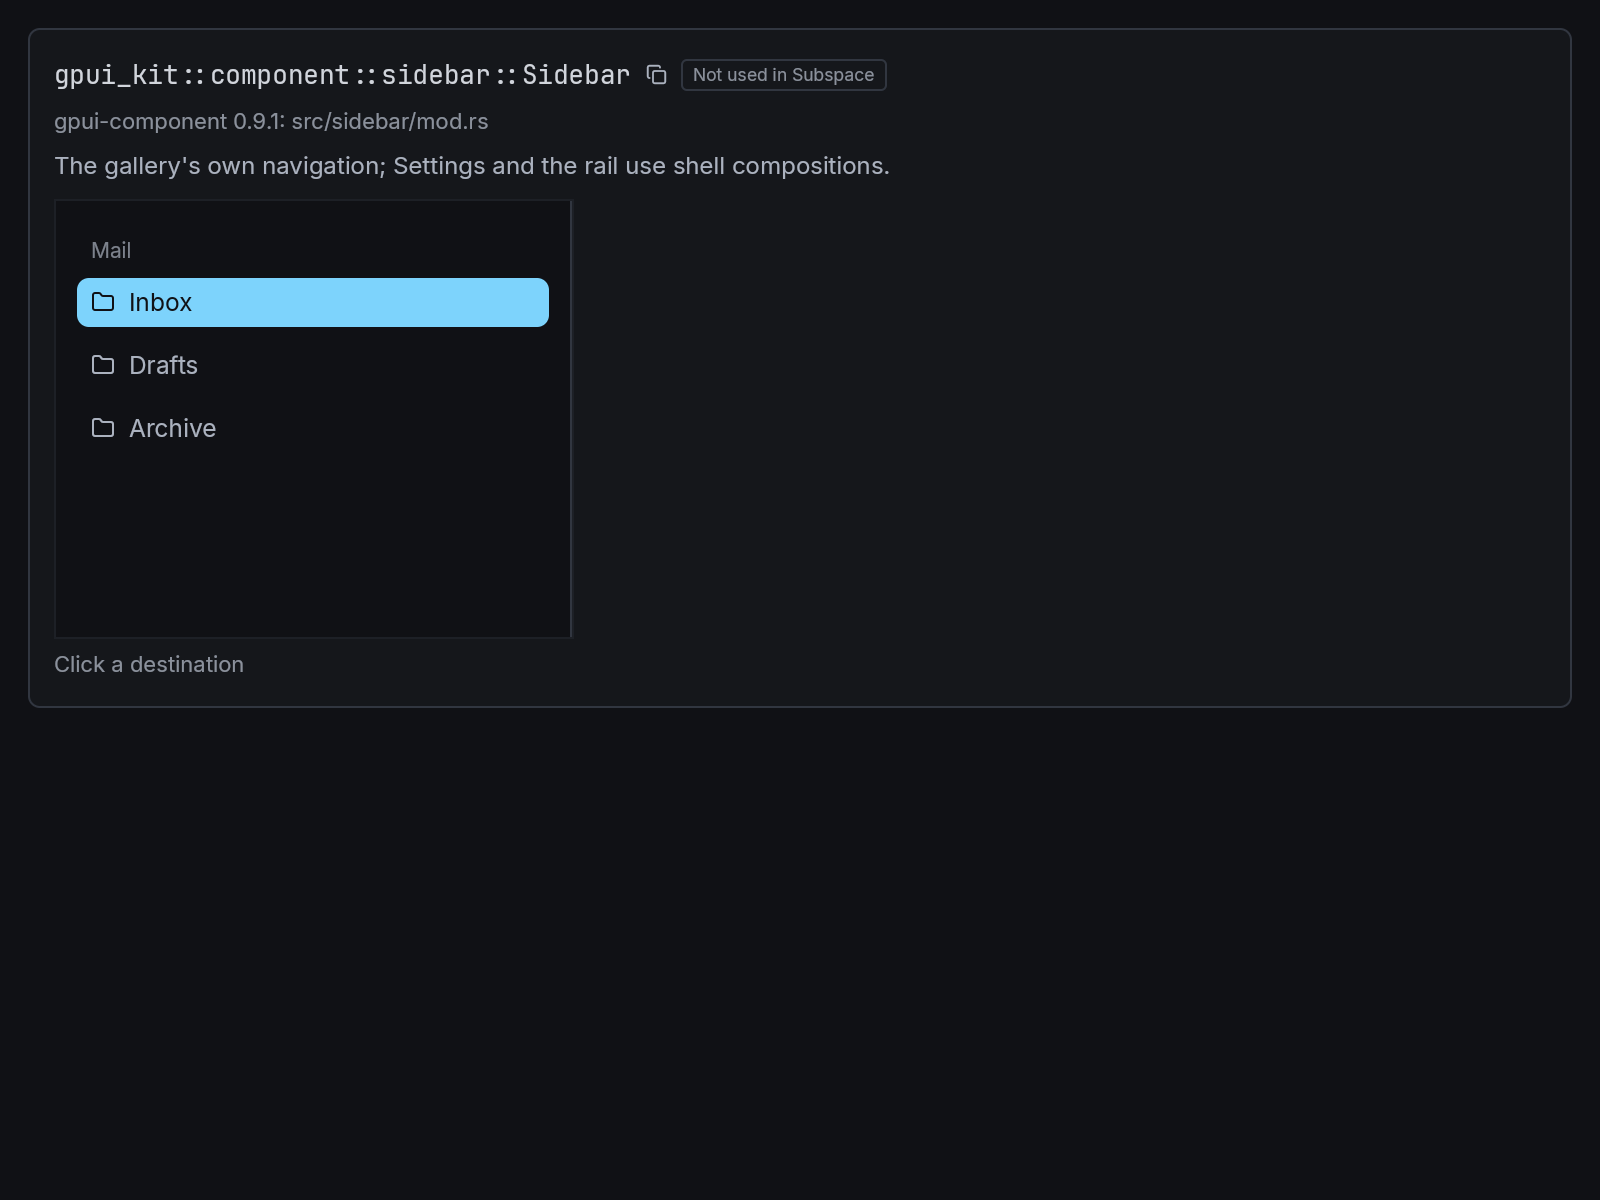 gpui_kit::component::sidebar::Sidebar Not used in Subspace
gpui-component 0.9.1: src/sidebar/mod.rs
The gallery's own navigation; Settings and the rail use shell compositions.
Mail
Inbox
Drafts
Archive
Click a destination